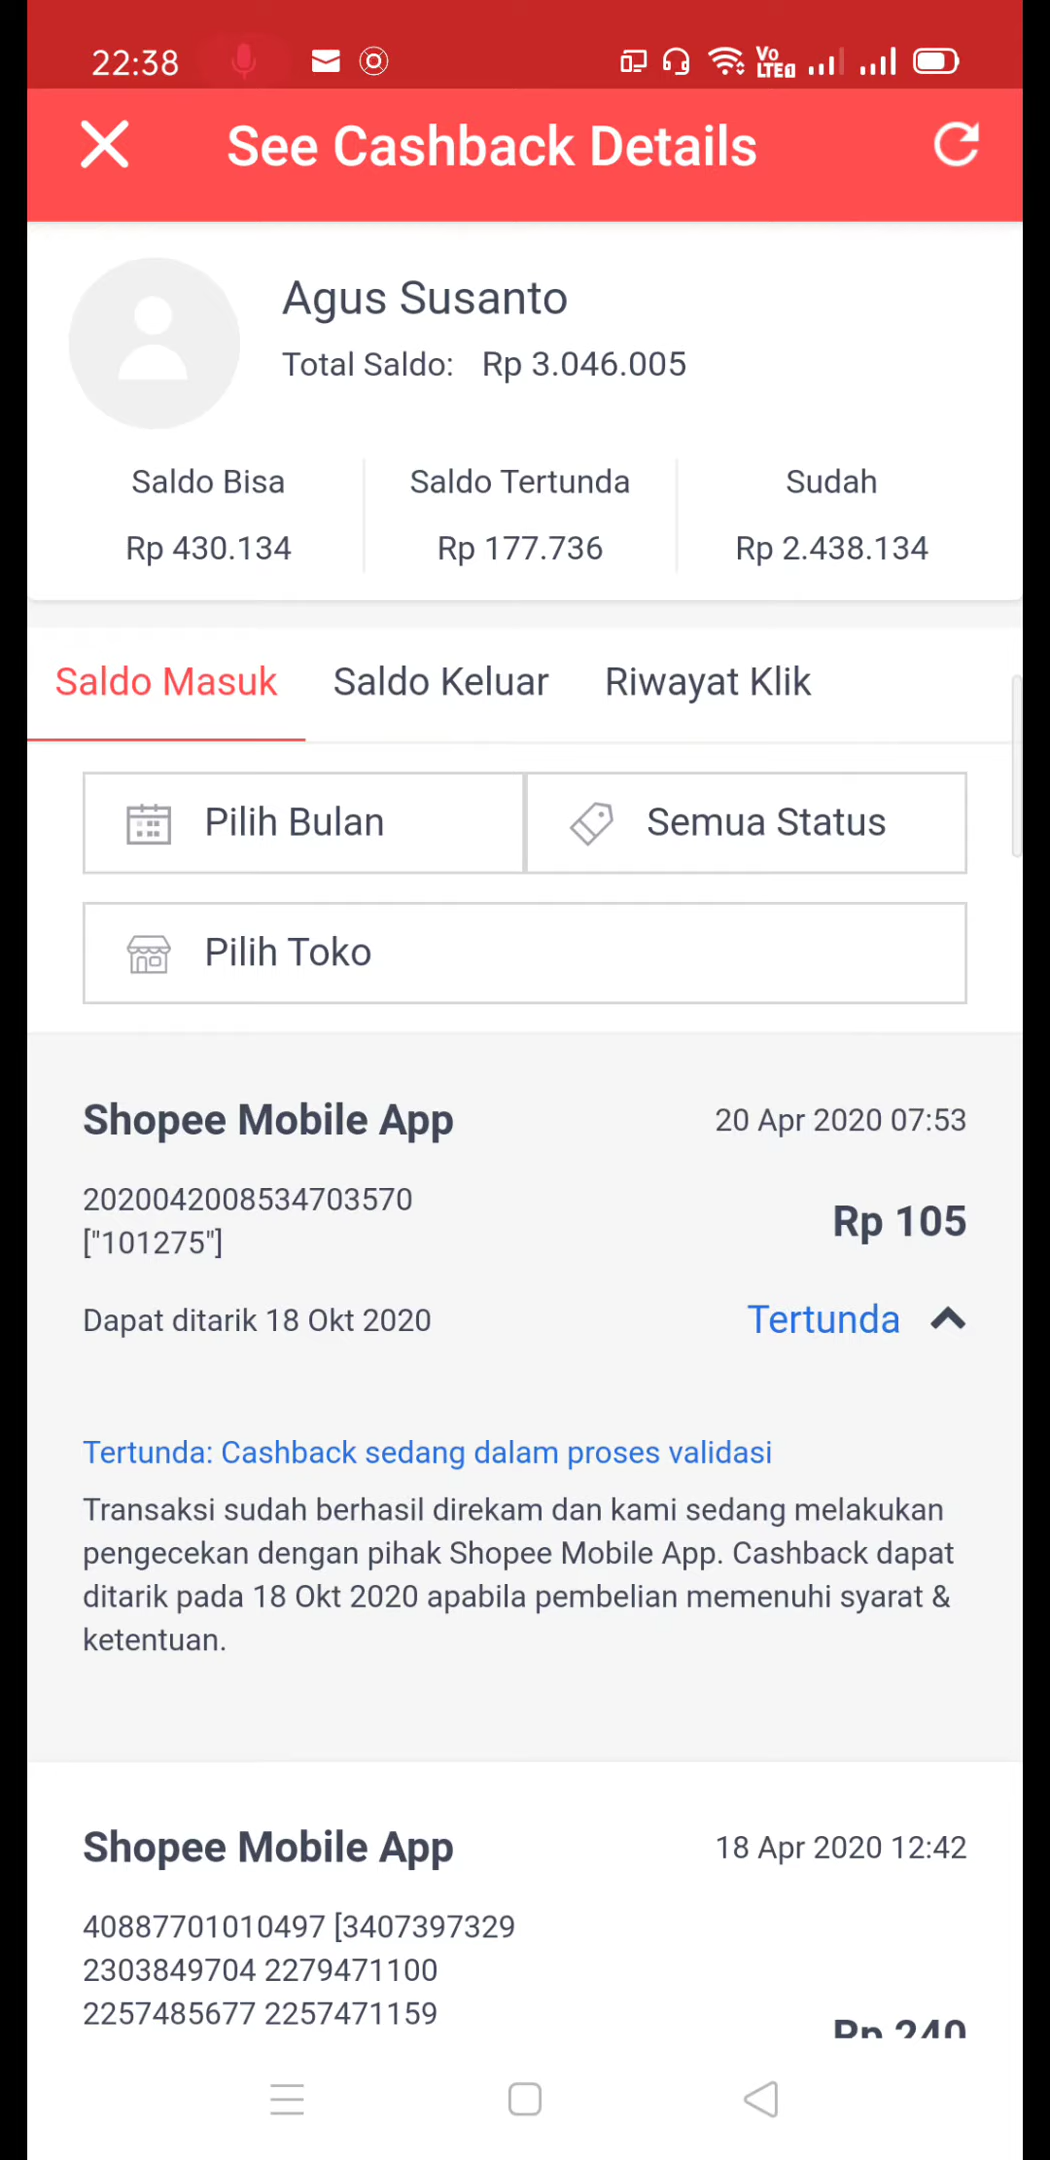 22:38
Vo
LTE
See Cashback Details
Agus Susanto
Total Saldo: Rp 3.046.005
Saldo Bisa
Saldo Tertunda
Sudah
Rp 430.134
Rp 177.736
Rp 2.438.134
Saldo Masuk
Saldo Keluar
Riwayat Klik
Pilih Bulan
Semua Status
Pilih Toko
Shopee Mobile App
20 Apr 2020 07:53
2020042008534703570
["101275"]
Rp 105
Dapat ditarik 18 Okt 2020
Tertunda
Tertunda: Cashback sedang dalam proses validasi
Transaksi sudah berhasil direkam dan kami sedang melakukan
pengecekan dengan pihak Shopee Mobile App. Cashback dapat
ditarik pada 18 Okt 2020 apabila pembelian memenuhi syarat &
ketentuan.
Shopee Mobile App
18 Apr 2020 12:42
40887701010497 [3407397329
2303849704 2279471100
2257485677 2257471159
Rp 240